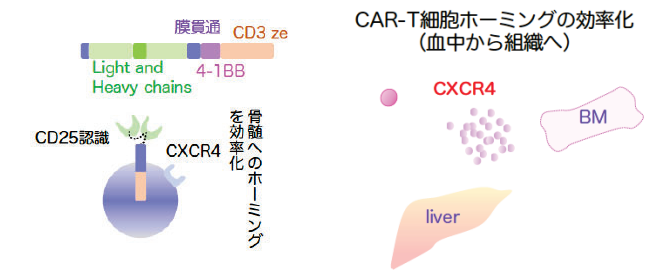 膜貫通
CD3 ze
Light and
Heavy chains
4-1BB
CD25認識
CXCR4
骨髄へのホーミング
を効率化
CAR-T細胞ホーミングの効率化
（血中から組織へ）
CXCR4
BM
liver